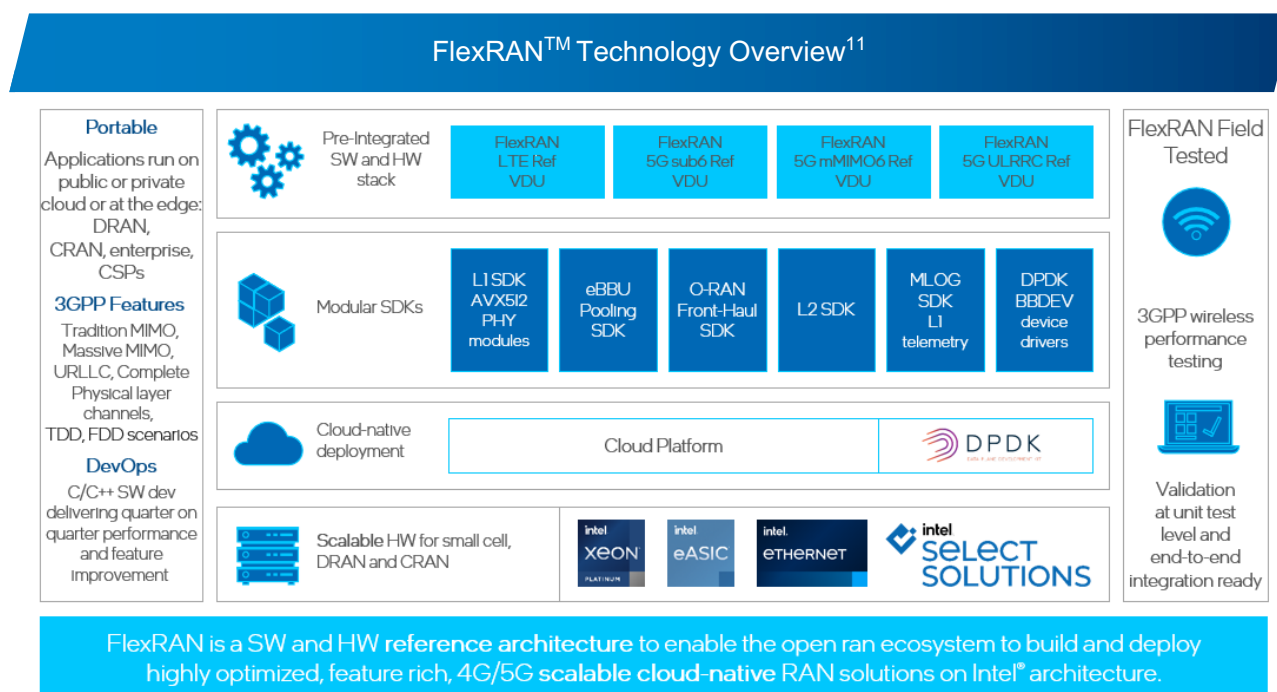 FlexRAN™ Technology Overview¹¹
Portable
Applications run on
public or private
cloud or at the edge:
DRAN,
CRAN, enterprise,
CSPs
3GPP Features
Tradition MIMO,
Massive MIMO,
URLLC, Complete
Physical layer
channels,
TDD, FDD scenarios
DevOps
C/C++ SW dev
delivering quarter on
quarter performance
and feature
improvement
Pre-Integrated
SW and HW
stack
FlexRAN
LTE Ref
VDU
FlexRAN
5G sub6 Ref
VDU
FlexRAN
5G mMIMO6 Ref
VDU
FlexRAN
5G ULRRC Ref
VDU
Modular SDKs
L1 SDK
AVX512
PHY
modules
eBBU
Pooling
SDK
O-RAN
Front-Haul
SDK
L2 SDK
MLOG
SDK
L1
telemetry
DPDK
BBDEV
device
drivers
Cloud-native
deployment
Cloud Platform
DPDK
Scalable HW for small cell,
DRAN and CRAN
intel
xeon
PLATINUM
intel
eASIC
intel.
eTHERNET
intel
SELECT
SOLUTIONS
FlexRAN Field
Tested
3GPP wireless
performance
testing
Validation
at unit test
level and
end-to-end
integration ready
FlexRAN is a SW and HW reference architecture to enable the open ran ecosystem to build and deploy
highly optimized, feature rich, 4G/5G scalable cloud-native RAN solutions on Intel® architecture.